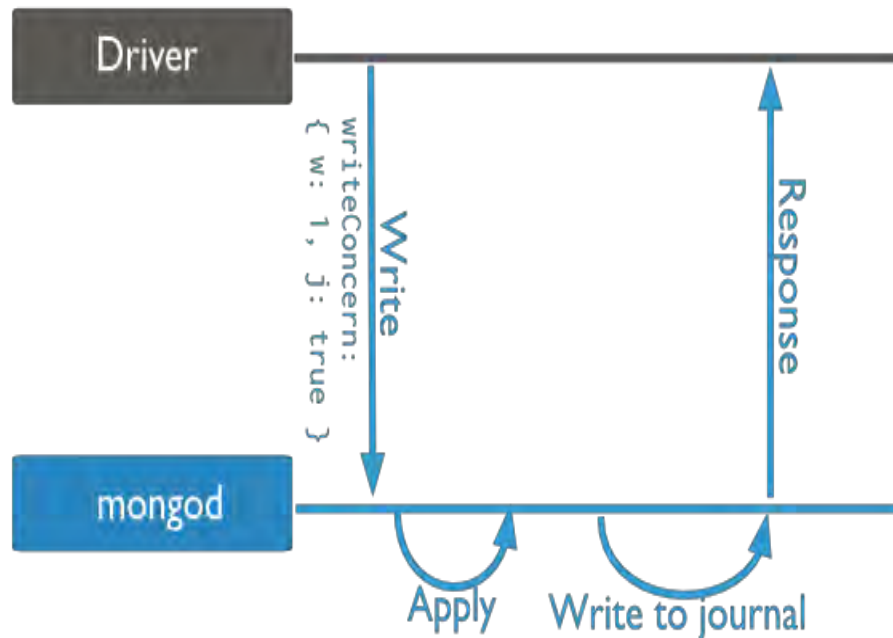 Driver
writeConcern:
{ w: 1, j: true }
Write
Response
mongod
Apply
Write to journal